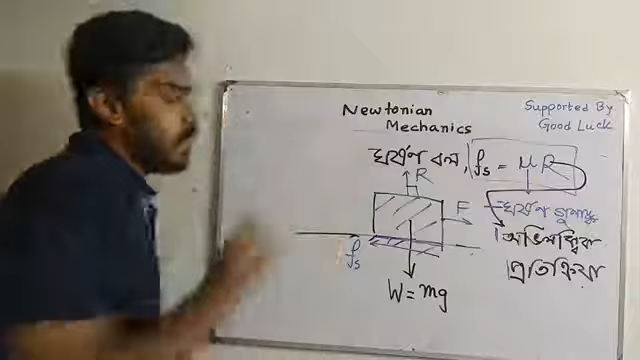 Newtonian
Mechanics
Supported By
Good Luck
ঘর্ষণ বল, fs = μR
R
F
ঘর্ষণ গুণাঙ্ক
অভিলম্বিক
প্রতিক্রিয়া
fs
W = mg